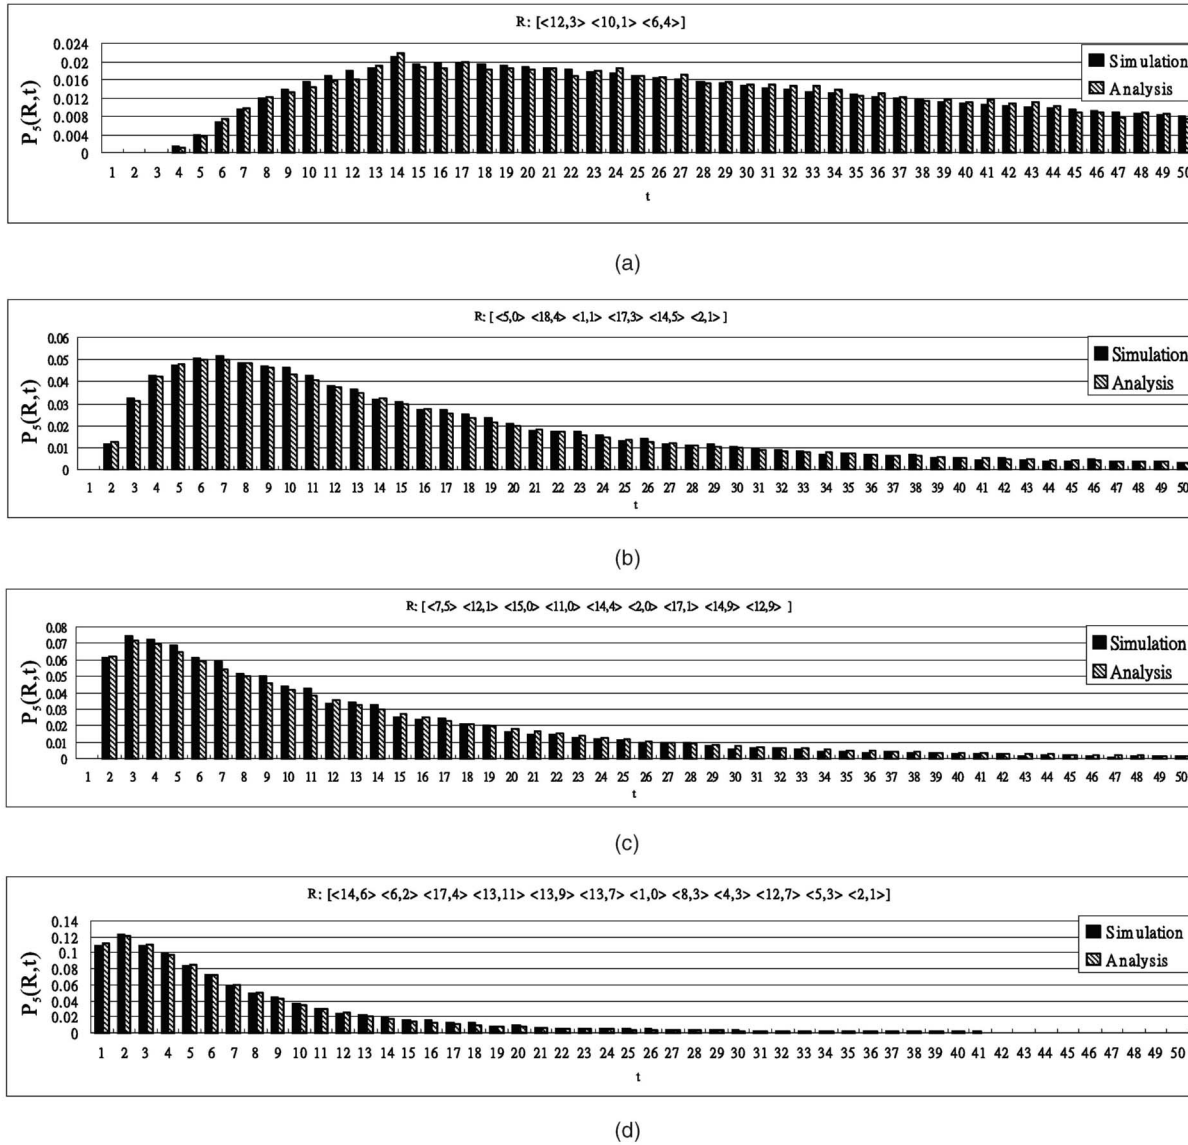 R: [<12,3> <10,1> <6,4>]
P5(R,t)
0.024
0.02
0.016
0.012
0.008
0.004
0
Simulation
Analysis
1 2 3 4 5 6 7 8 9 10 11 12 13 14 15 16 17 18 19 20 21 22 23 24 25 26 27 28 29 30 31 32 33 34 35 36 37 38 39 40 41 42 43 44 45 46 47 48 49 50
t
(a)
R: [ <5,0> <18,4> <1,1> <17,3> <14,5> <2,1> ]
P5(R,t)
0.06
0.05
0.04
0.03
0.02
0.01
0
Simulation
Analysis
1 2 3 4 5 6 7 8 9 10 11 12 13 14 15 16 17 18 19 20 21 22 23 24 25 26 27 28 29 30 31 32 33 34 35 36 37 38 39 40 41 42 43 44 45 46 47 48 49 50
t
(b)
R: [ <7,5> <12,1> <15,0> <11,0> <14,4> <2,0> <17,1> <14,9> <12,9> ]
P5(R,t)
0.08
0.07
0.06
0.05
0.04
0.03
0.02
0.01
0
Simulation
Analysis
1 2 3 4 5 6 7 8 9 10 11 12 13 14 15 16 17 18 19 20 21 22 23 24 25 26 27 28 29 30 31 32 33 34 35 36 37 38 39 40 41 42 43 44 45 46 47 48 49 50
t
(c)
R: [<14,6> <6,2> <17,4> <13,11> <13,9> <13,7> <1,0> <8,3> <4,3> <12,7> <5,3> <2,1>]
P5(R,t)
0.14
0.12
0.1
0.08
0.06
0.04
0.02
0
Simulation
Analysis
1 2 3 4 5 6 7 8 9 10 11 12 13 14 15 16 17 18 19 20 21 22 23 24 25 26 27 28 29 30 31 32 33 34 35 36 37 38 39 40 41 42 43 44 45 46 47 48 49 50
t
(d)